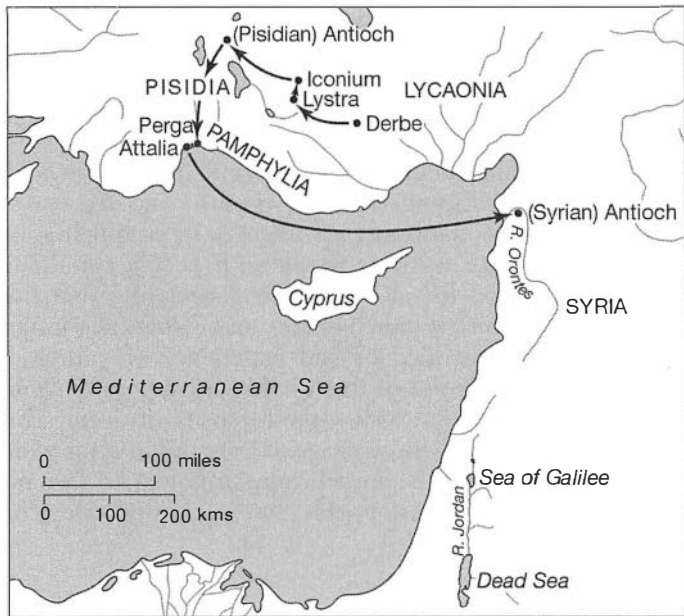 (Pisidian) Antioch
Iconium
PISIDIA
Lystra
LYCAONIA
Derbe
Perga
Attalia
PAMPHYLIA
(Syrian) Antioch
R. Orontes
Cyprus
SYRIA
Mediterranean Sea
0 100 miles
0 100 200 kms
Sea of Galilee
R. Jordan
Dead Sea